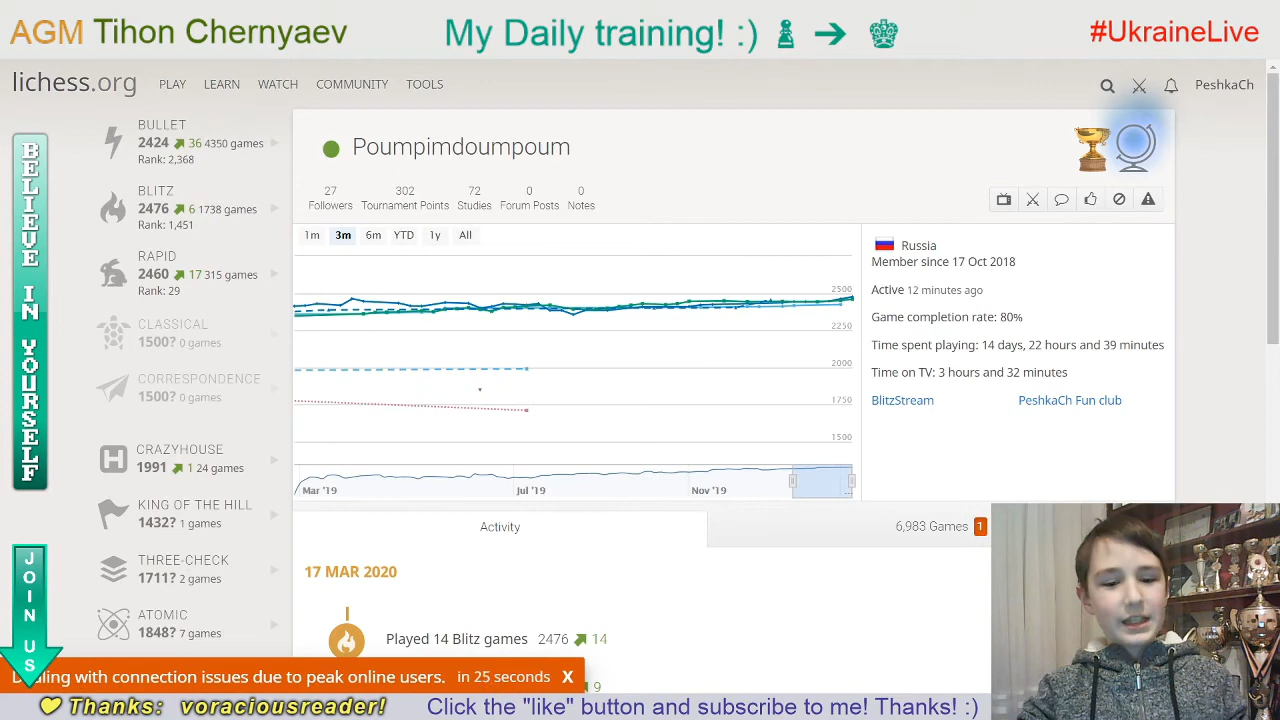 AGM Tihon Chernyaev
My Daily training! :)
#UkraineLive
lichess.org
PLAY LEARN WATCH COMMUNITY TOOLS
PeshkaCh
BELIEVE IN YOURSELF
JOIN US
BULLET
2424 36 4350 games
Rank: 2,368
BLITZ
2476 6 1738 games
Rank: 1,451
RAPID
2460 17 315 games
Rank: 29
CLASSICAL
1500? 0 games
CORRESPONDENCE
1500? 0 games
CRAZYHOUSE
1991 1 24 games
KING OF THE HILL
1432? 1 games
THREE-CHECK
1711? 2 games
ATOMIC
1848? 7 games
Poumpimdoumpoum
27 302 72 0 0
Followers Tournament Points Studies Forum Posts Notes
1m 3m 6m YTD 1y All
2500
2250
2000
1750
1500
Mar '19 Jul '19 Nov '19 ...
Russia
Member since 17 Oct 2018
Active 12 minutes ago
Game completion rate: 80%
Time spent playing: 14 days, 22 hours and 39 minutes
Time on TV: 3 hours and 32 minutes
BlitzStream PeshkaCh Fun club
Activity 6,983 Games 1
17 MAR 2020
Played 14 Blitz games 2476 14
9
ling with connection issues due to peak online users. in 25 seconds X
Thanks: voraciousreader!
Click the "like" button and subscribe to me! Thanks! :)